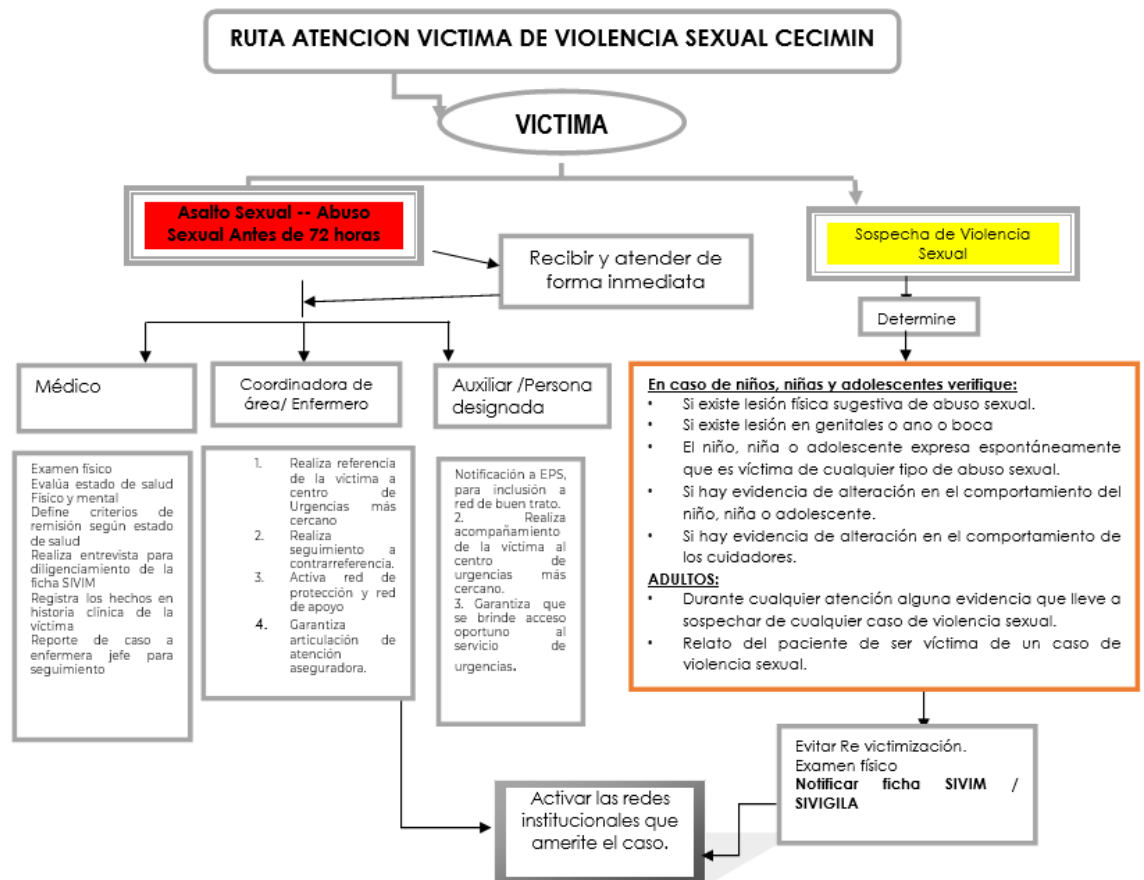 RUTA ATENCION VICTIMA DE VIOLENCIA SEXUAL CECIMIN
VICTIMA
Asalto Sexual -- Abuso
Sexual Antes de 72 horas
Recibir y atender de
forma inmediata
Sospecha de Violencia
Sexual
Determine
Médico
Coordinadora de
área/ Enfermero
Auxiliar /Persona
designada
Examen físico
Evalúa estado de salud
Físico y mental
Define criterios de
remisión según estado
de salud
Realiza entrevista para
diligenciamiento de la
ficha SIVIM
Registra los hechos en
historia clínica de la
víctima
Reporte de caso a
enfermera jefe para
seguimiento
1. Realiza referencia
de la víctima a
centro de
Urgencias más
cercano
2. Realiza
seguimiento a
contrarreferencia.
3. Activa red de
protección y red
de apoyo
4. Garantiza
articulación de
atención
aseguradora.
Notificación a EPS,
para inclusión a
red de buen trato.
2. Realiza
acompañamiento
de la víctima al
centro de
urgencias más
cercano.
3. Garantiza que
se brinde acceso
oportuno al
servicio de
urgencias.
En caso de niños, niñas y adolescentes verifique:
• Si existe lesión física sugestiva de abuso sexual.
• Si existe lesión en genitales o ano o boca
• El niño, niña o adolescente expresa espontáneamente
que es víctima de cualquier tipo de abuso sexual.
• Si hay evidencia de alteración en el comportamiento del
niño, niña o adolescente.
• Si hay evidencia de alteración en el comportamiento de
los cuidadores.
ADULTOS:
• Durante cualquier atención alguna evidencia que lleve a
sospechar de cualquier caso de violencia sexual.
• Relato del paciente de ser víctima de un caso de
violencia sexual.
Evitar Re victimización.
Examen físico
Notificar ficha SIVIM /
SIVIGILA
Activar las redes
institucionales que
amerite el caso.